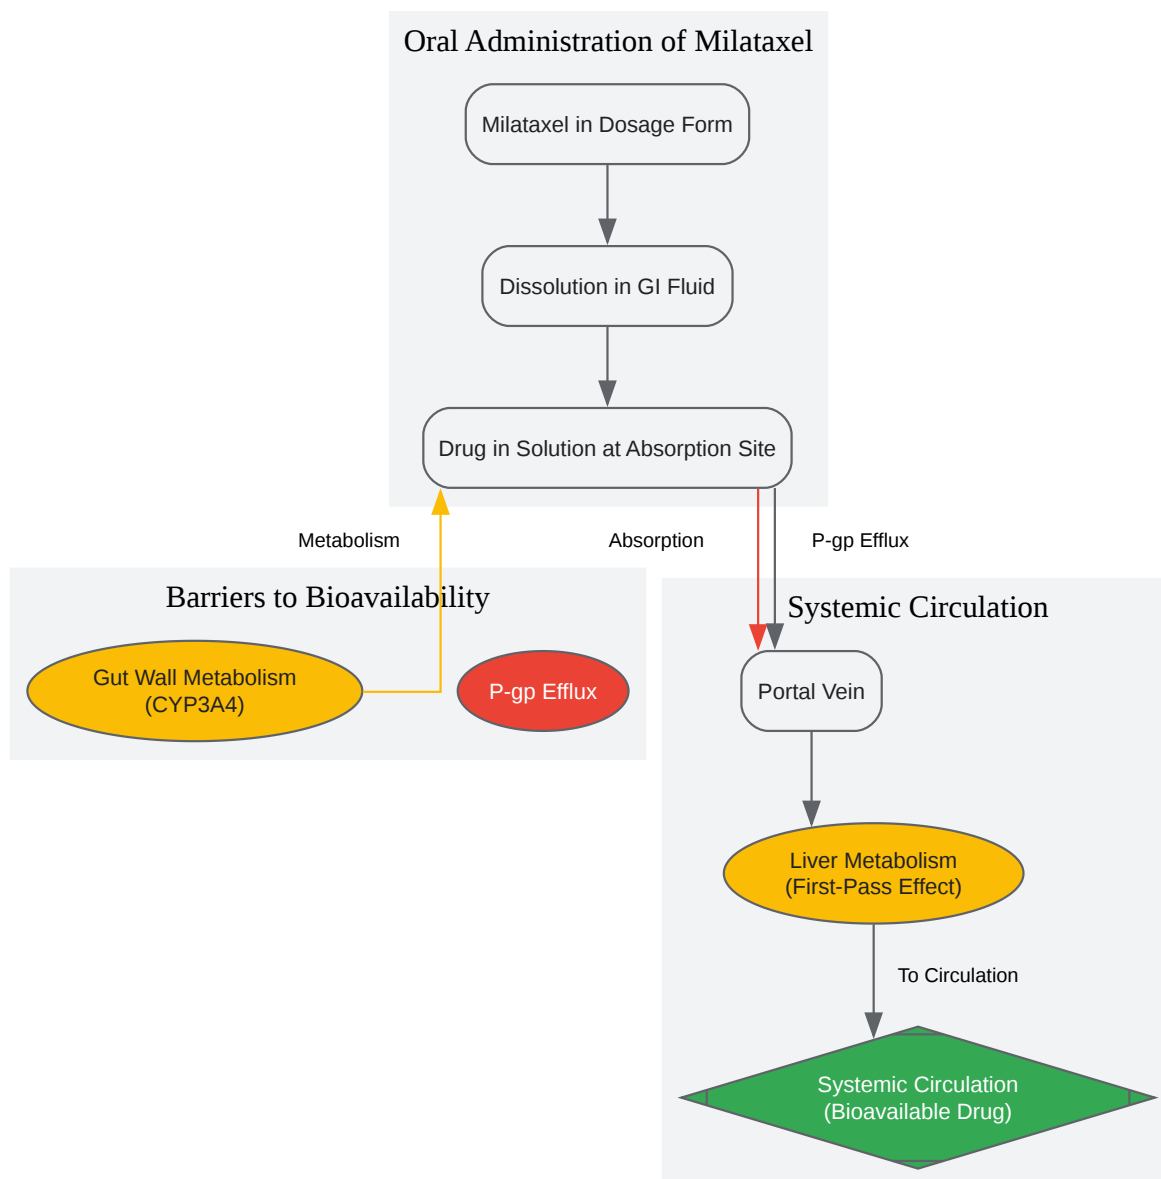 Oral Administration of Milataxel
Milataxel in Dosage Form
Dissolution in GI Fluid
Drug in Solution at Absorption Site
Metabolism
Absorption
P-gp Efflux
Barriers to Bioavailability
Gut Wall Metabolism
(CYP3A4)
P-gp Efflux
Systemic Circulation
Portal Vein
Liver Metabolism
(First-Pass Effect)
To Circulation
Systemic Circulation
(Bioavailable Drug)